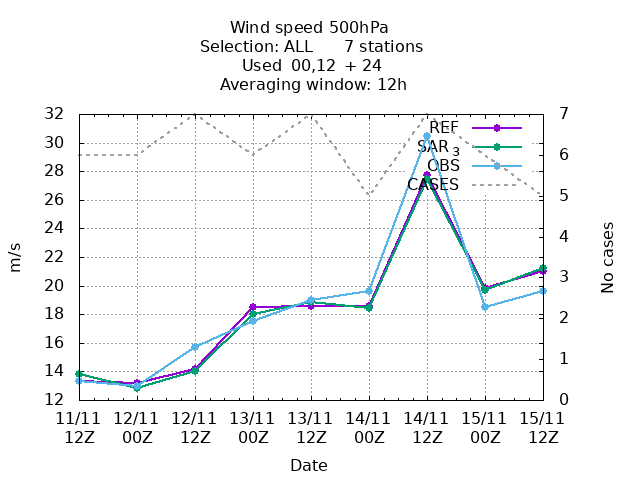 Wind speed 500hPa
Selection: ALL 7 stations
Used 00,12 + 24
Averaging window: 12h
32
30
28
26
24
22
20
18
16
14
12
m/s
7
6
5
4
3
2
1
0
No cases
REF
SAR 3
OBS
CASES
11/11 12/11 12/11 13/11 13/11 14/11 14/11 15/11 15/11
12Z 00Z 12Z 00Z 12Z 00Z 12Z 00Z 12Z
Date